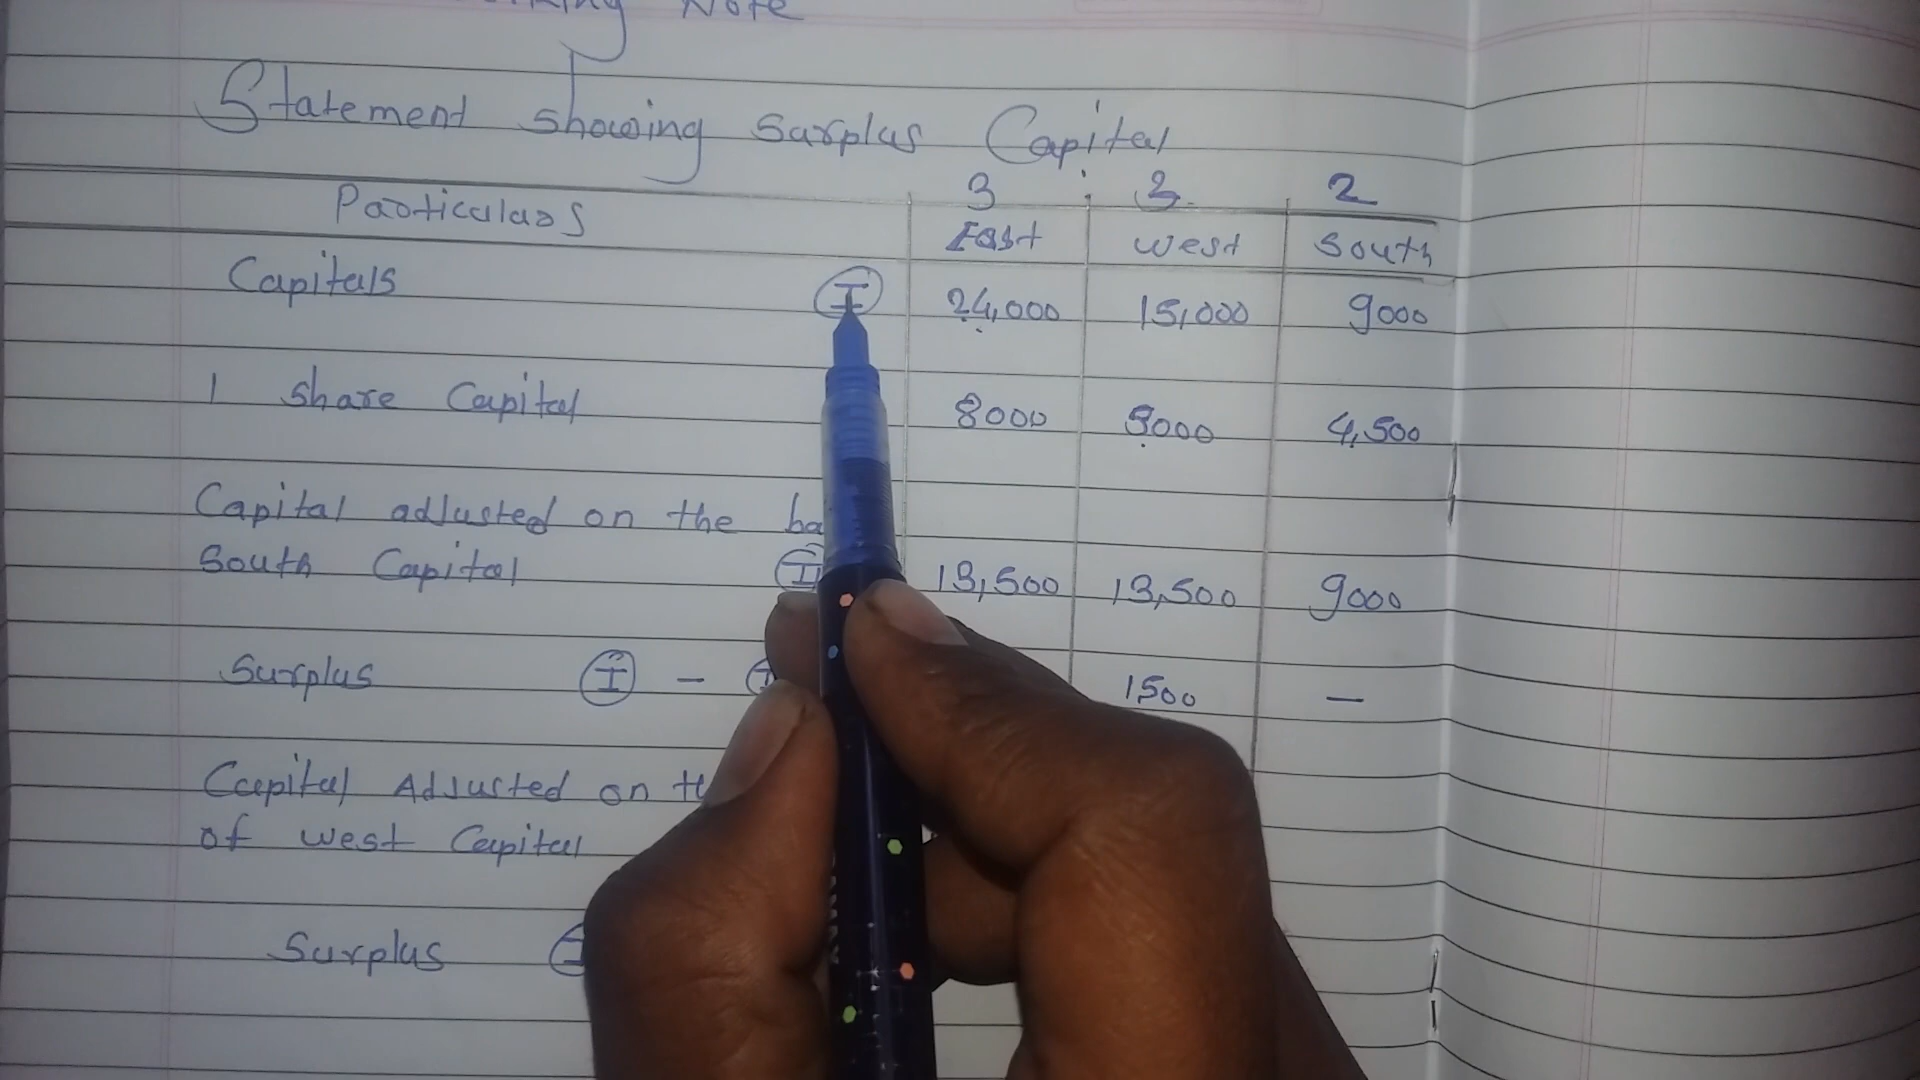 Note
Statement showing Surplus Capital
3 : 3 2
Particulars East West South
Capitals I 24,000 15,000 9000
1 Share Capital 8000 5000 4,500
Capital adjusted on the
South Capital 13,500 13,500 9000
Surplus I - 1500 —
Capital Adjusted on
of west Capital
Surplus